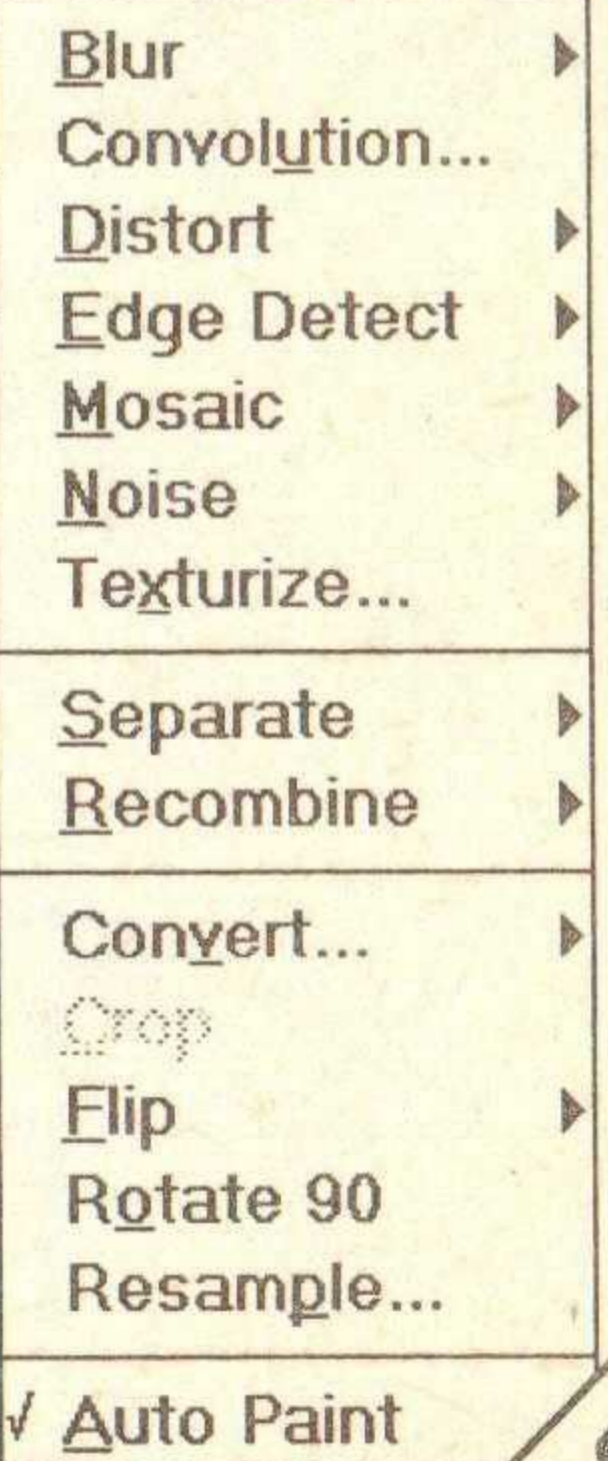 Blur
Convolution...
Distort
Edge Detect
Mosaic
Noise
Texturize...
Separate
Recombine
Convert...
Crop
Flip
Rotate 90
Resample...
√ Auto Paint